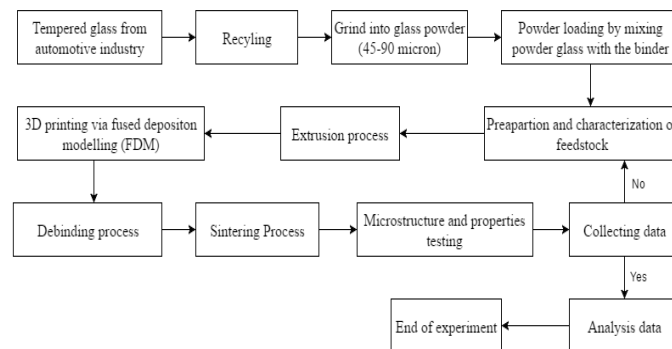 Tempered glass from
automotive industry
Recyling
Grind into glass powder
(45-90 micron)
Powder loading by mixing
powder glass with the binder
3D printing via fused depositon
modelling (FDM)
Extrusion process
Preapartion and characterization of
feedstock
No
Debinding process
Sintering Process
Microstructure and properties
testing
Collecting data
Yes
End of experiment
Analysis data